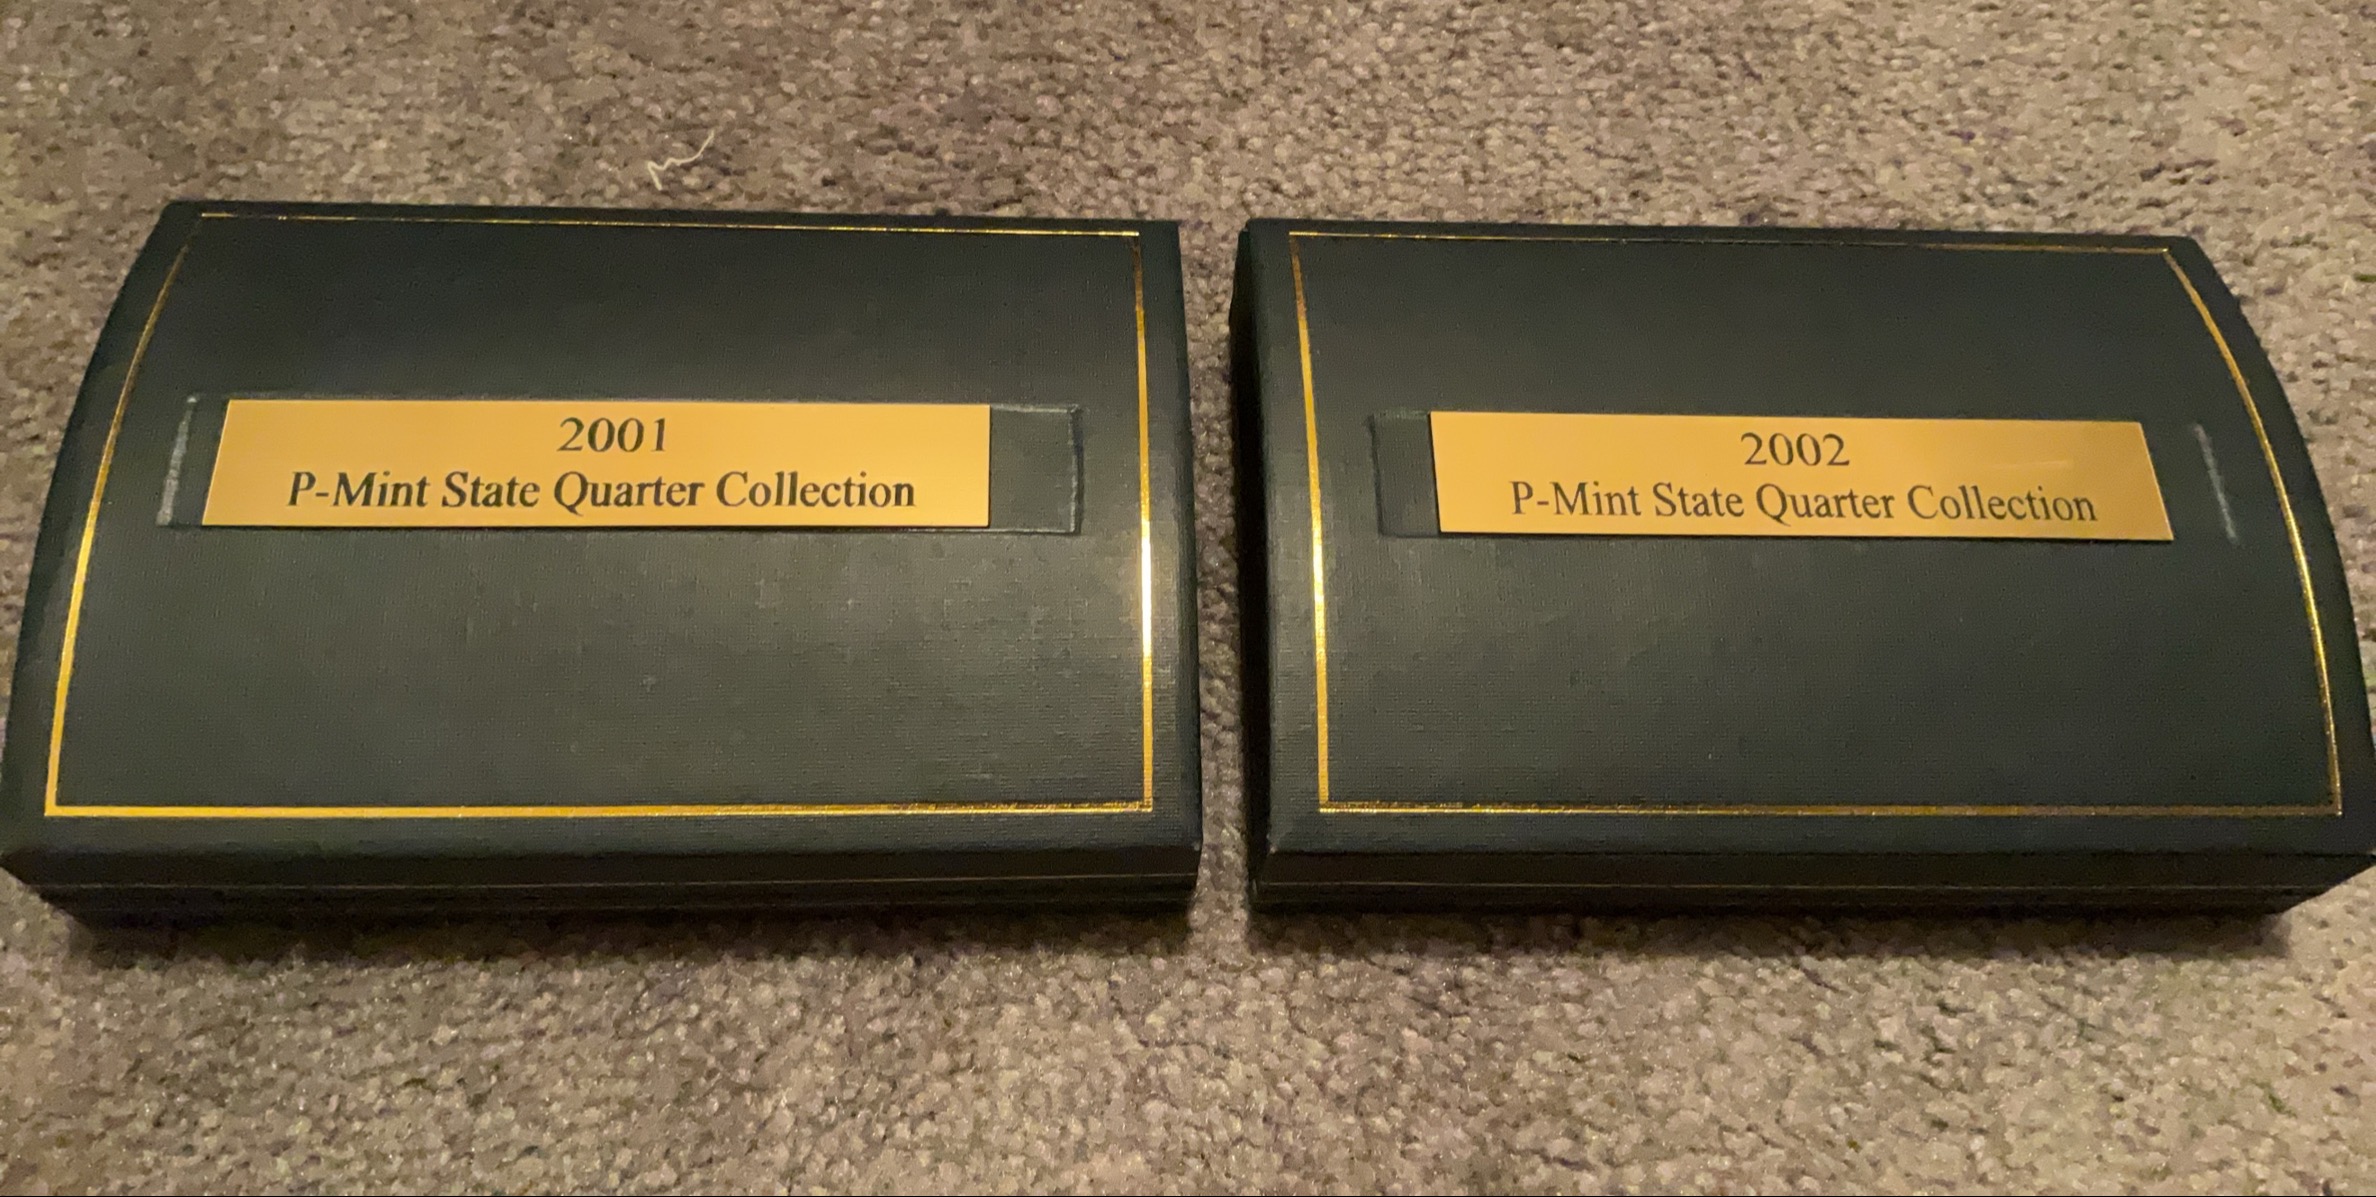 2001
P-Mint State Quarter Collection
2002
P-Mint State Quarter Collection